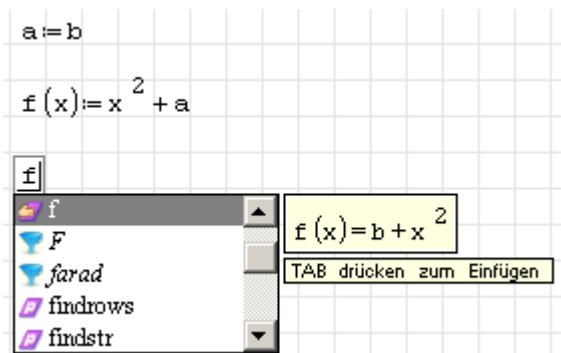 a:=b
f(x):=x²+a
f
f
F
farad
findrows
findstr
f(x)=b+x²
TAB drücken zum Einfügen